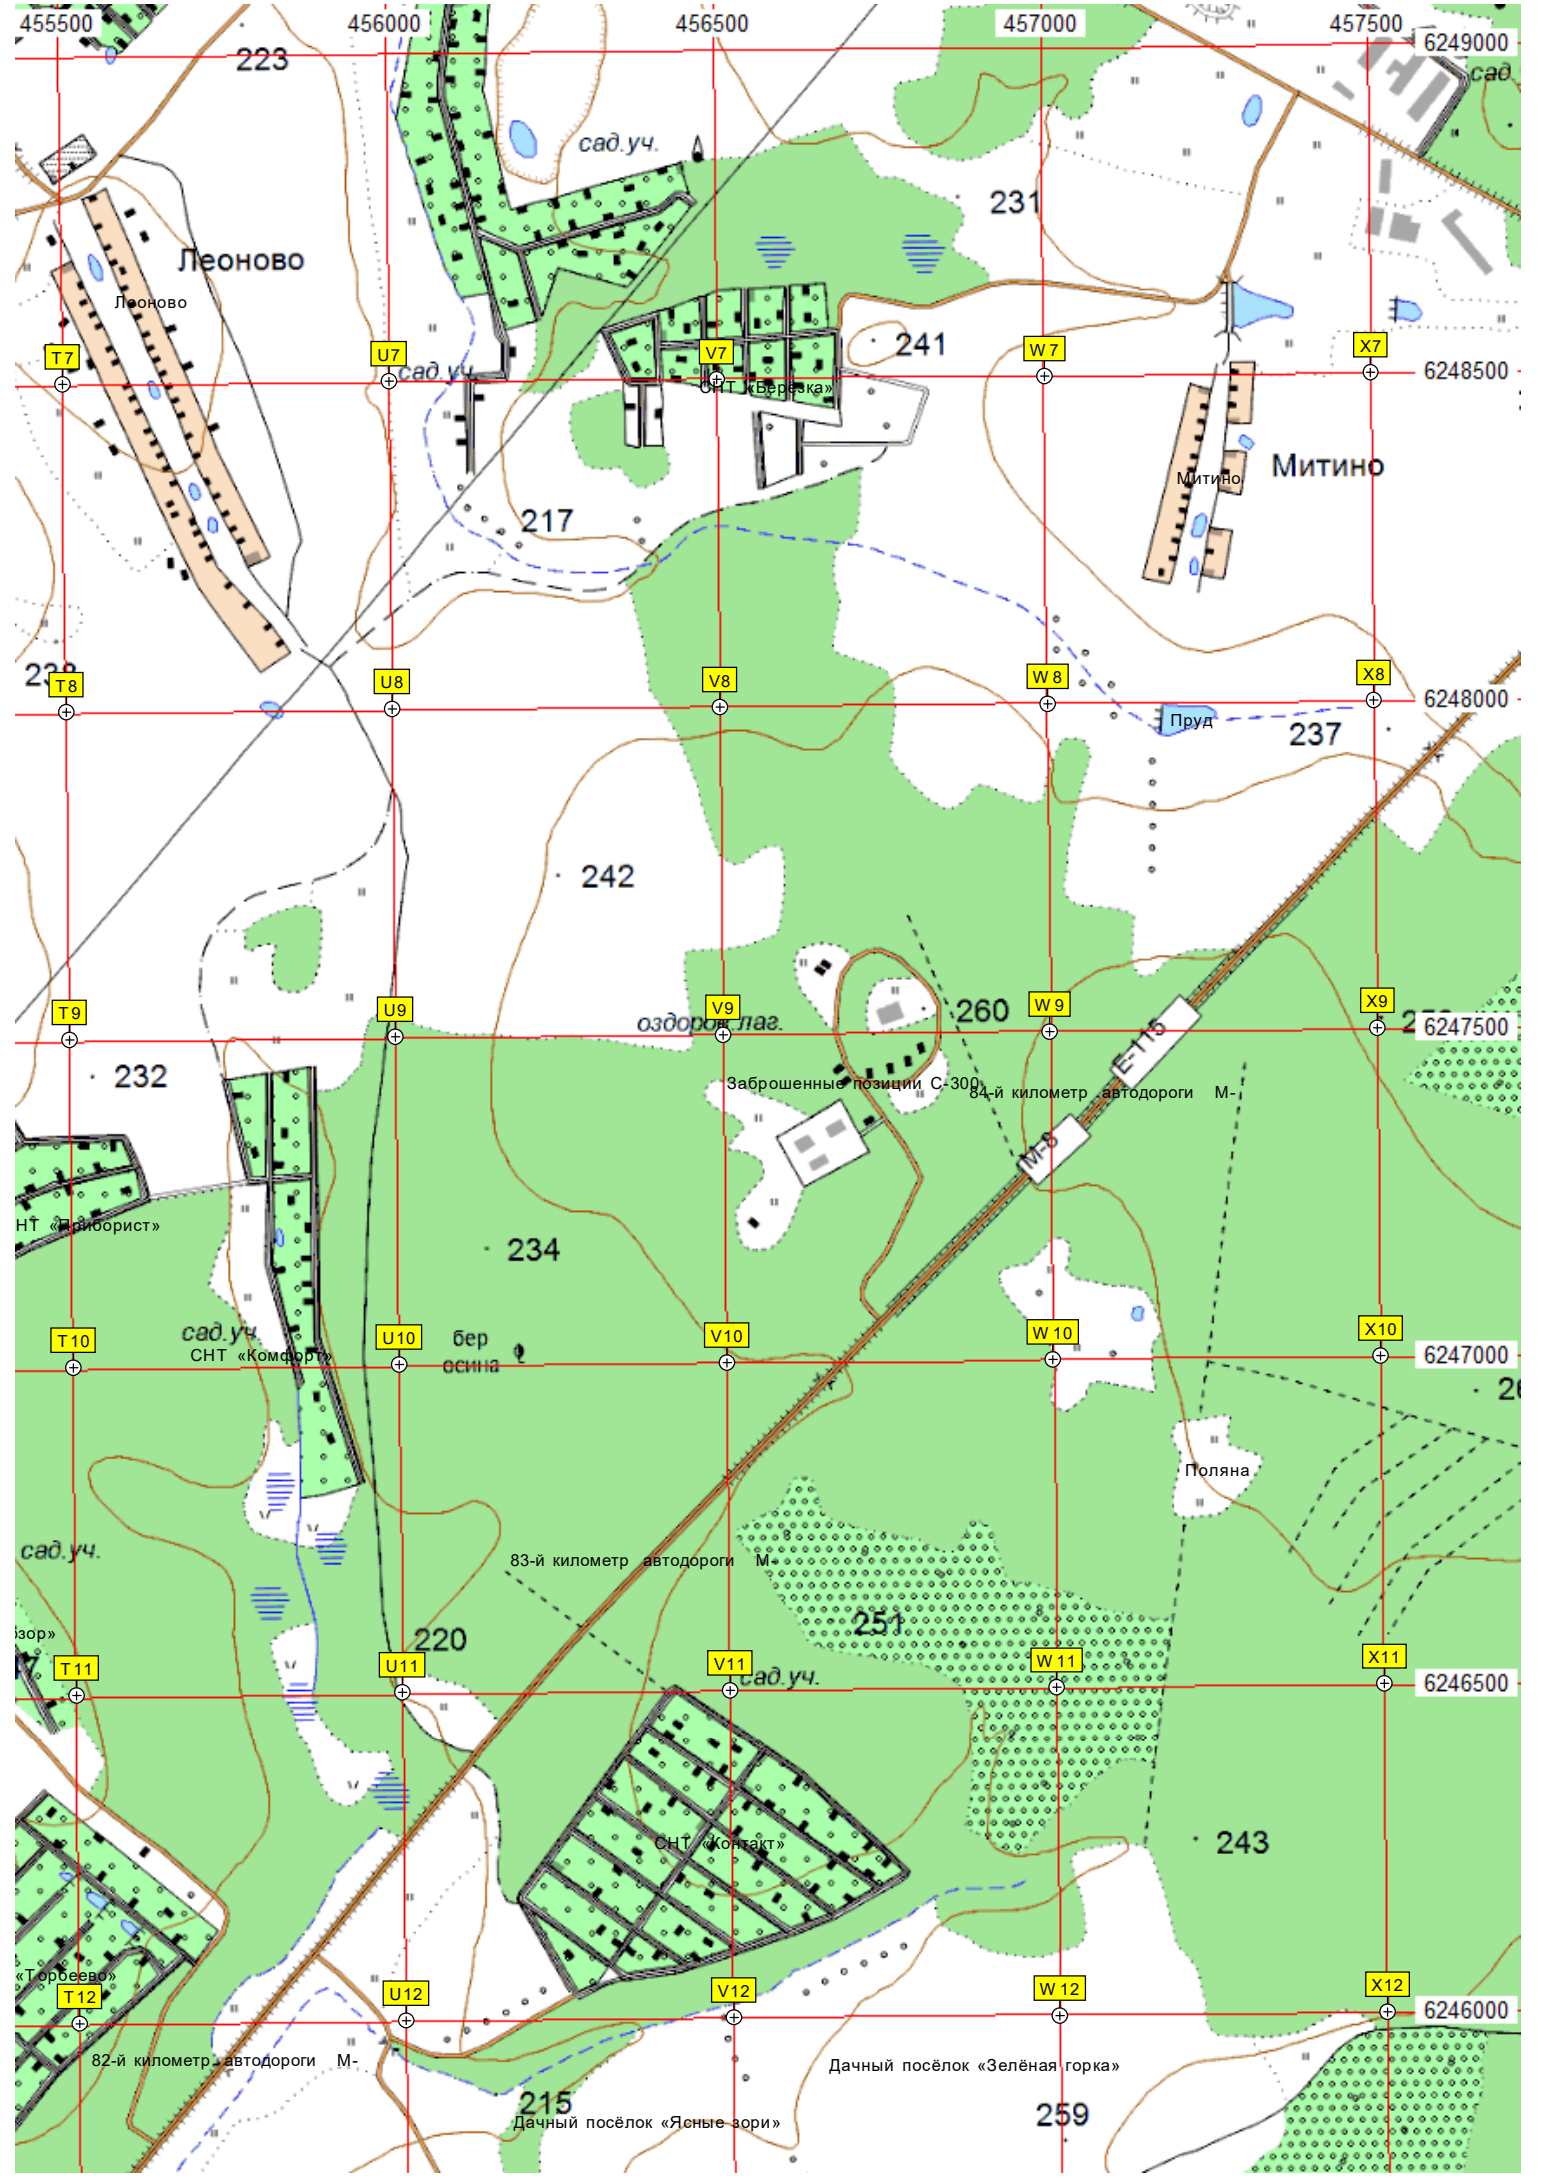 455500 456000 456500 457000 457500
6249000
223
сад
сад.уч.
231
Леоново
Леоново
241
T7 U7 V7 W7 X7
6248500
сад.уч.
СНТ «Берёзка»
Митино
Митино
217
T8 U8 V8 W8 X8
6248000
Пруд
237
242
T9 U9 V9 W9 X9
260
6247500
оздоров.лаг.
E-115
232
Заброшенные позиции С-300
84-й километр автодороги М-
М-8
НТ «Приборист»
234
T10 U10 V10 W10 X10
6247000
сад.уч.
СНТ «Комфорт»
бер
осина
Поляна
сад.уч.
83-й километр автодороги М-
251
220
T11 U11 V11 W11 X11
сад.уч.
6246500
СНТ «Контакт»
243
«Торбеево»
T12 U12 V12 W12 X12
6246000
82-й километр автодороги М-
Дачный посёлок «Зелёная горка»
215
259
Дачный посёлок «Ясные зори»